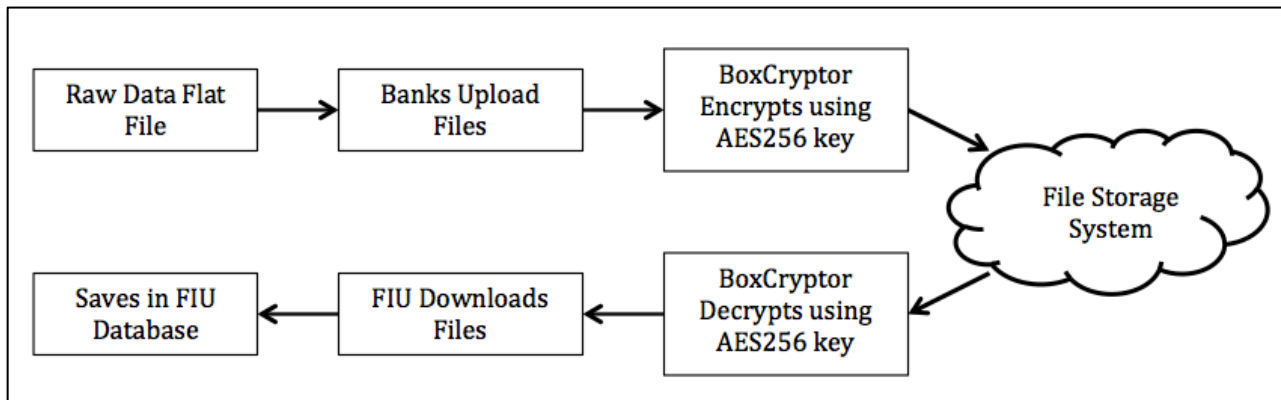 Raw Data Flat
File
Banks Upload
Files
BoxCryptor
Encrypts using
AES256 key
File Storage
System
BoxCryptor
Decrypts using
AES256 key
FIU Downloads
Files
Saves in FIU
Database